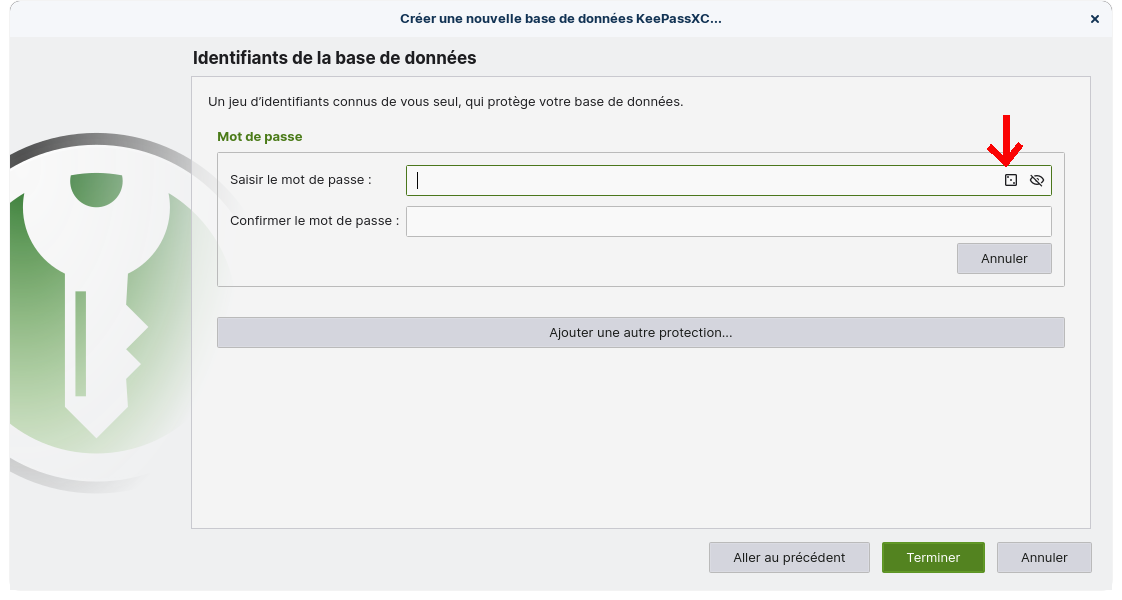 Créer une nouvelle base de données KeePassXC...
Identifiants de la base de données
Un jeu d’identifiants connus de vous seul, qui protège votre base de données.
Mot de passe
Saisir le mot de passe :
Confirmer le mot de passe :
Annuler
Ajouter une autre protection...
Aller au précédent
Terminer
Annuler